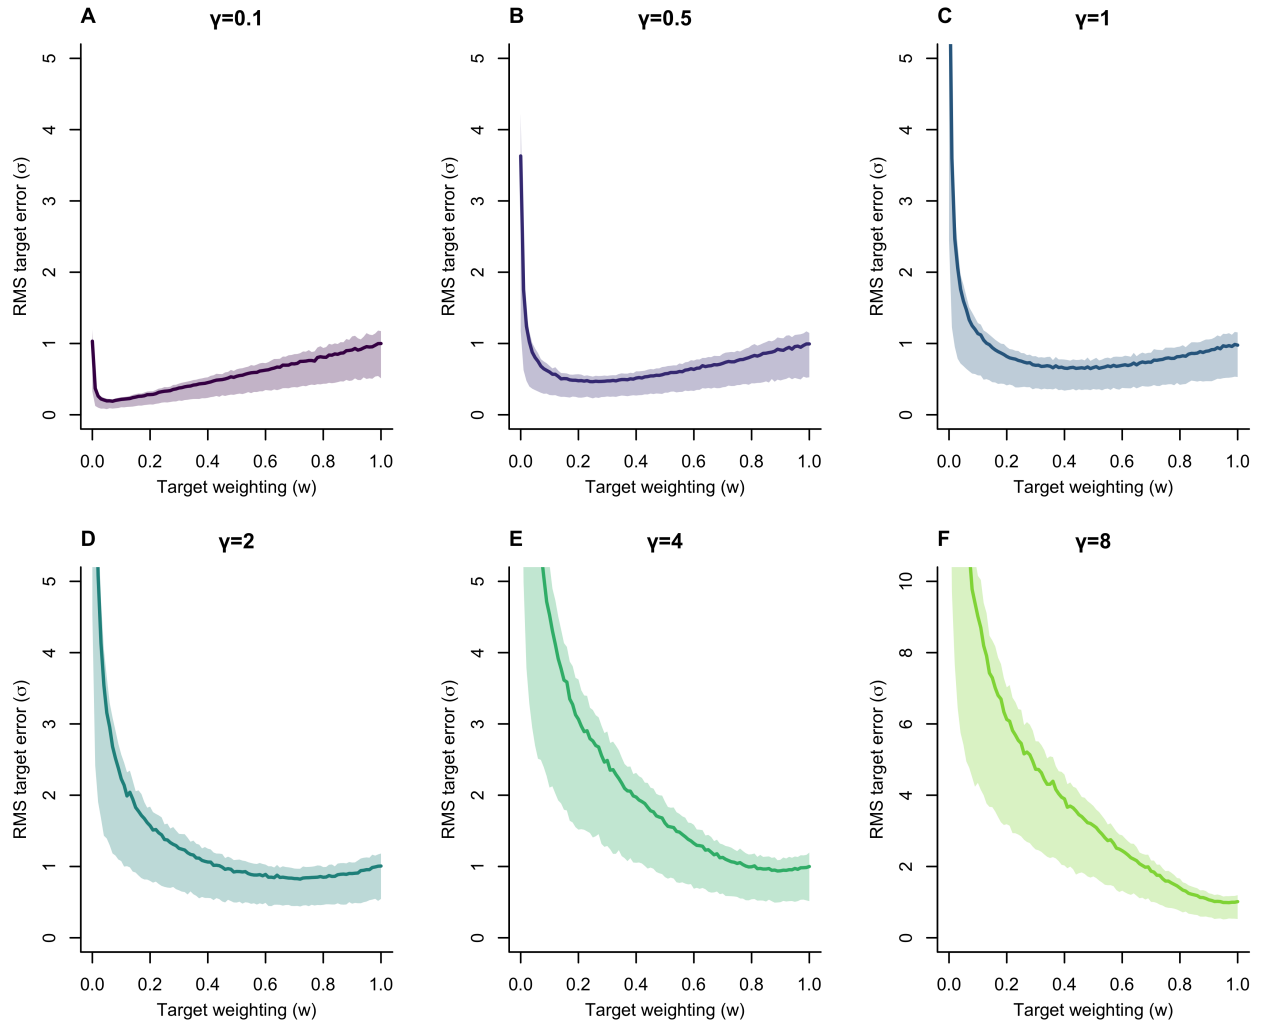 A
γ=0.1
B
γ=0.5
C
γ=1
RMS target error (σ)
0 1 2 3 4 5
RMS target error (σ)
0 1 2 3 4 5
RMS target error (σ)
0 1 2 3 4 5
0.0 0.2 0.4 0.6 0.8 1.0
0.0 0.2 0.4 0.6 0.8 1.0
0.0 0.2 0.4 0.6 0.8 1.0
Target weighting (w)
Target weighting (w)
Target weighting (w)
D
γ=2
E
γ=4
F
γ=8
RMS target error (σ)
0 1 2 3 4 5
RMS target error (σ)
0 1 2 3 4 5
RMS target error (σ)
0 2 4 6 8 10
0.0 0.2 0.4 0.6 0.8 1.0
0.0 0.2 0.4 0.6 0.8 1.0
0.0 0.2 0.4 0.6 0.8 1.0
Target weighting (w)
Target weighting (w)
Target weighting (w)